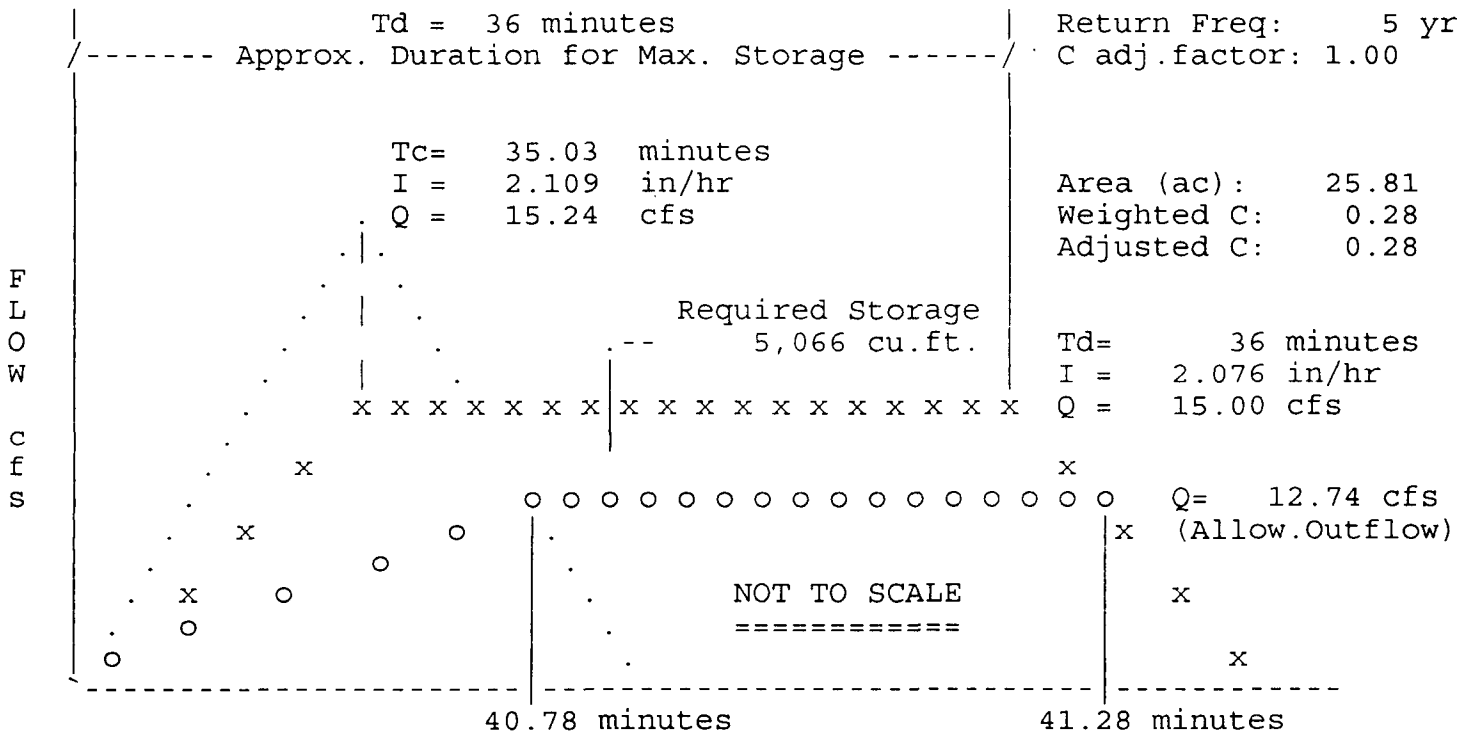 Td = 36 minutes
Return Freq: 5 yr
/------- Approx. Duration for Max. Storage ------/
C adj.factor: 1.00
Tc= 35.03 minutes
I = 2.109 in/hr
Q = 15.24 cfs
Area (ac): 25.81
Weighted C: 0.28
Adjusted C: 0.28
FLOW cfs
Required Storage
5,066 cu.ft.
Td= 36 minutes
I = 2.076 in/hr
Q = 15.00 cfs
Q= 12.74 cfs
(Allow.Outflow)
NOT TO SCALE
============
40.78 minutes
41.28 minutes